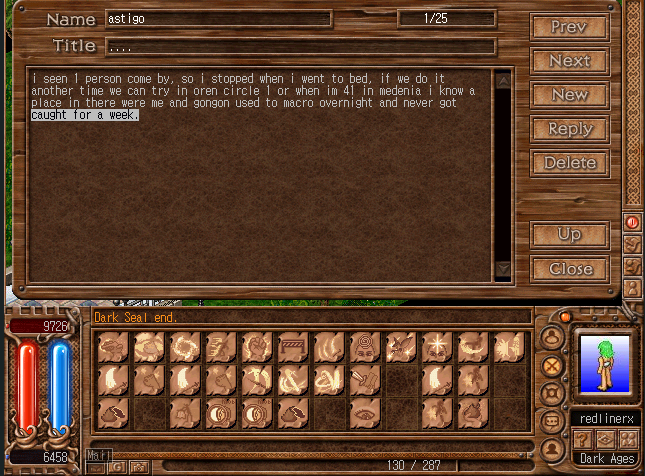 Name astigo 1/25
Title ....
Prev
Next
New
Reply
Delete
Up
Close
i seen 1 person come by, so i stopped when i went to bed, if we do it
another time we can try in oren circle 1 or when im 41 in medenia i know a
place in there were me and gongon used to macro overnight and never got
caught for a week.
Dark Seal end.
9726
6458
Mail
130 / 287
redlinerx
Dark Ages